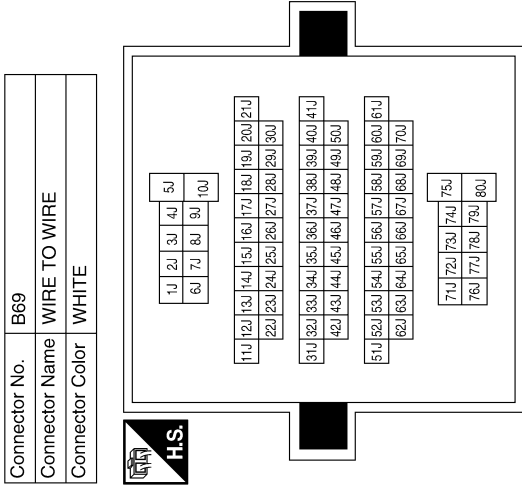 Connector No. B69
Connector Name WIRE TO WIRE
Connector Color WHITE
H.S.
1J 2J 3J 4J 5J
6J 7J 8J 9J 10J
11J 12J 13J 14J 15J 16J 17J 18J 19J 20J 21J
22J 23J 24J 25J 26J 27J 28J 29J 30J
31J 32J 33J 34J 35J 36J 37J 38J 39J 40J 41J
42J 43J 44J 45J 46J 47J 48J 49J 50J
51J 52J 53J 54J 55J 56J 57J 58J 59J 60J 61J
62J 63J 64J 65J 66J 67J 68J 69J 70J
71J 72J 73J 74J 75J
76J 77J 78J 79J 80J